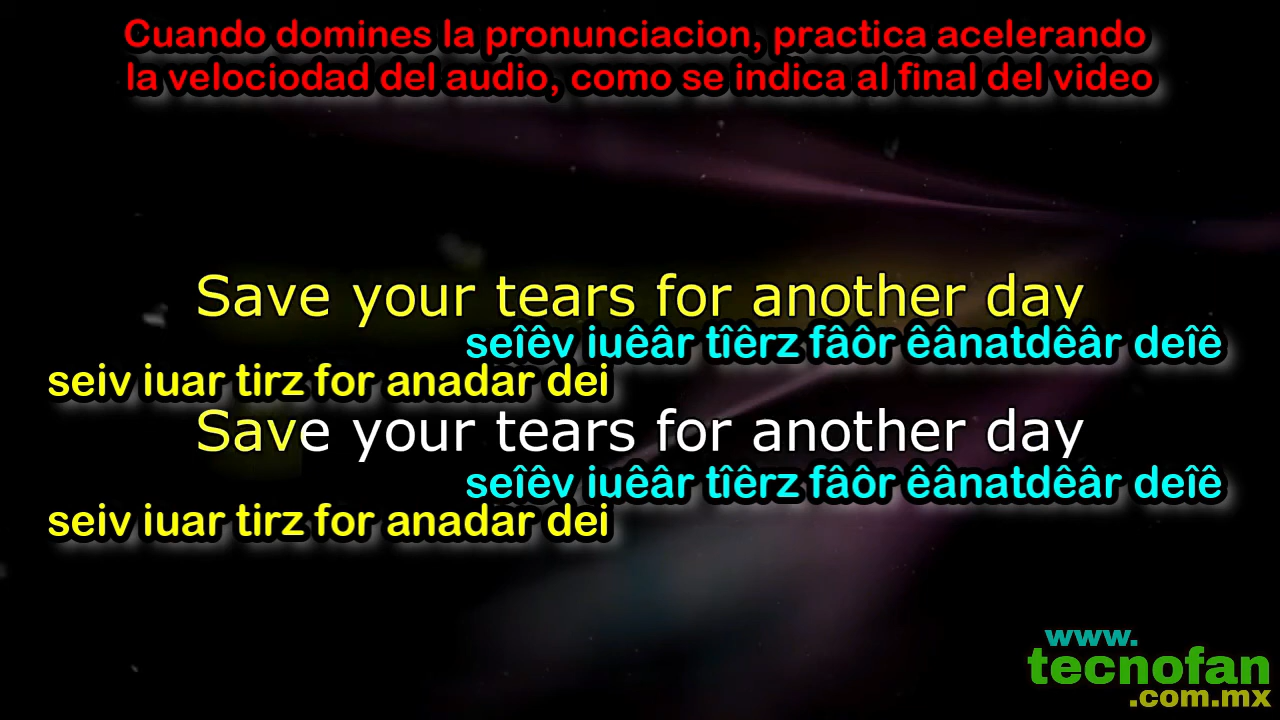 Cuando domines la pronunciacion, practica acelerando
la velociodad del audio, como se indica al final del video
Save your tears for another day
seîêv iuêâr tîêrz fâôr êânatdêâr deîê
seiv iuar tirz for anadar dei
Save your tears for another day
seîêv iuêâr tîêrz fâôr êânatdêâr deîê
seiv iuar tirz for anadar dei
www.
tecnofan
.com.mx